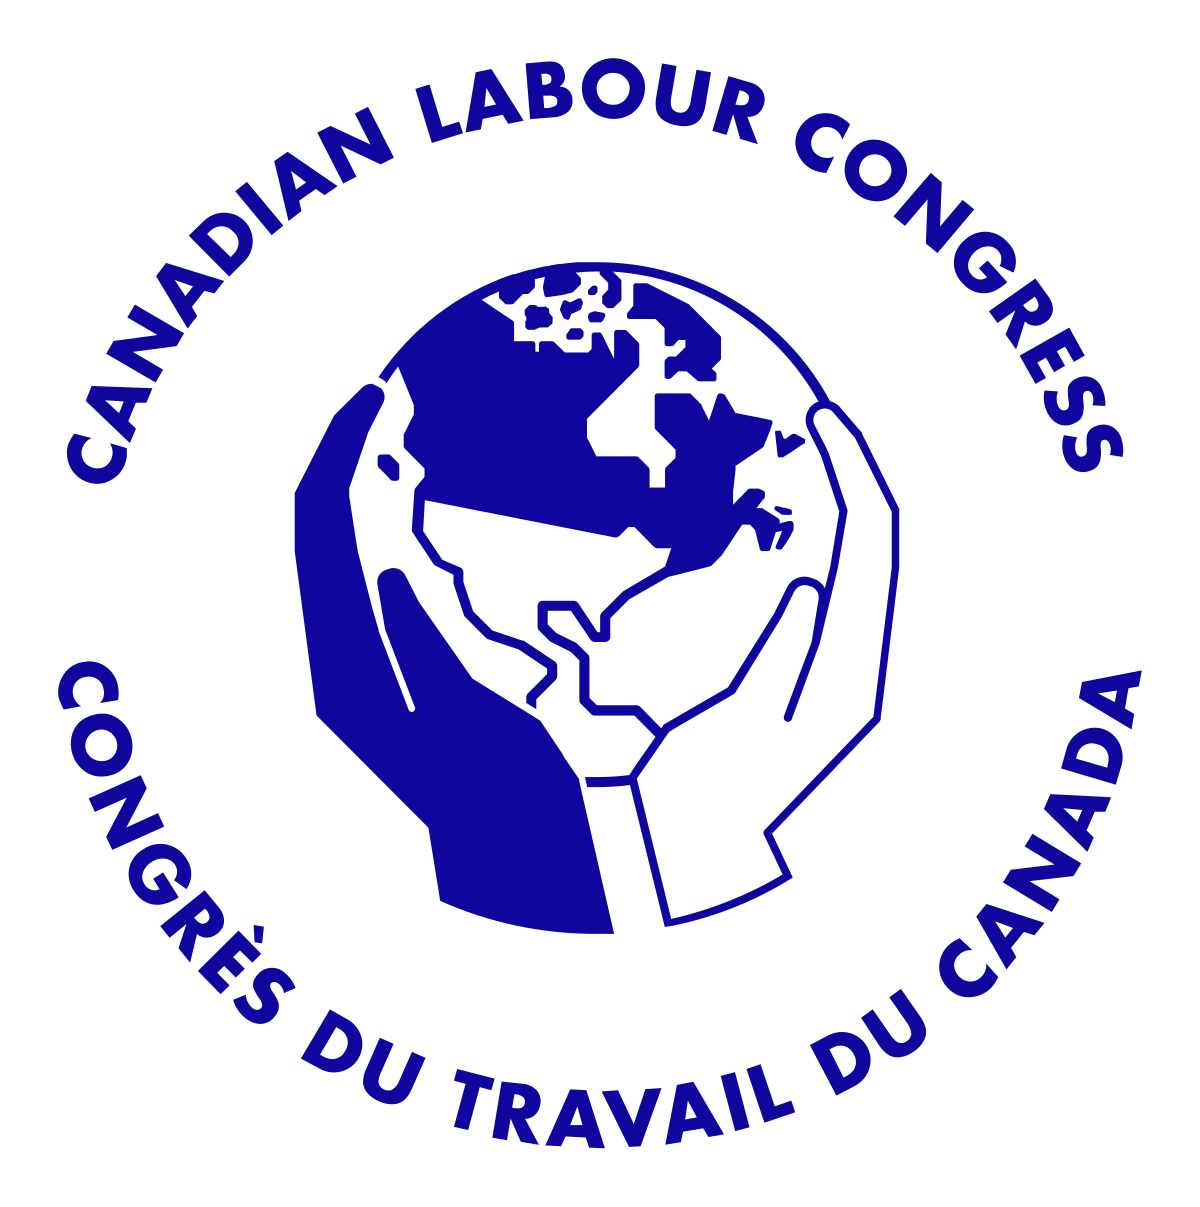 CANADIAN LABOUR CONGRESS
CONGRÈS DU TRAVAIL DU CANADA